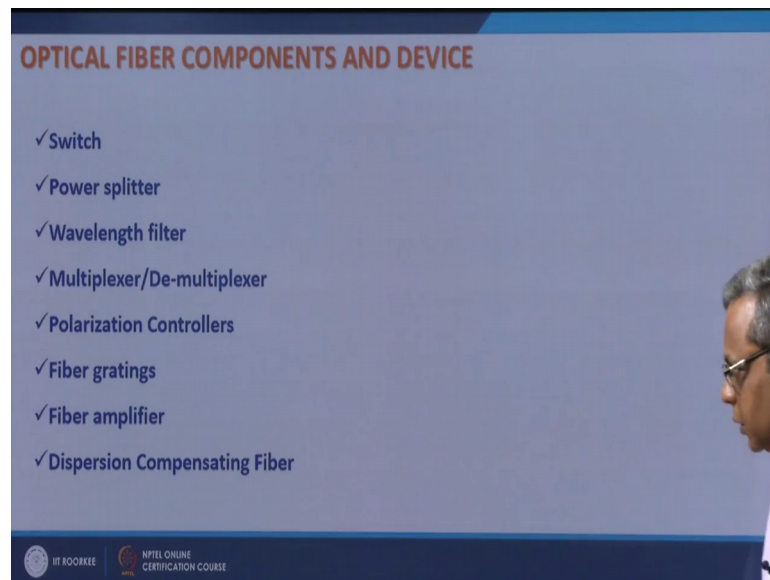 OPTICAL FIBER COMPONENTS AND DEVICE
✓Switch
✓Power splitter
✓Wavelength filter
✓Multiplexer/De-multiplexer
✓Polarization Controllers
✓Fiber gratings
✓Fiber amplifier
✓Dispersion Compensating Fiber
IIT ROORKEE
NPTEL ONLINE
CERTIFICATION COURSE